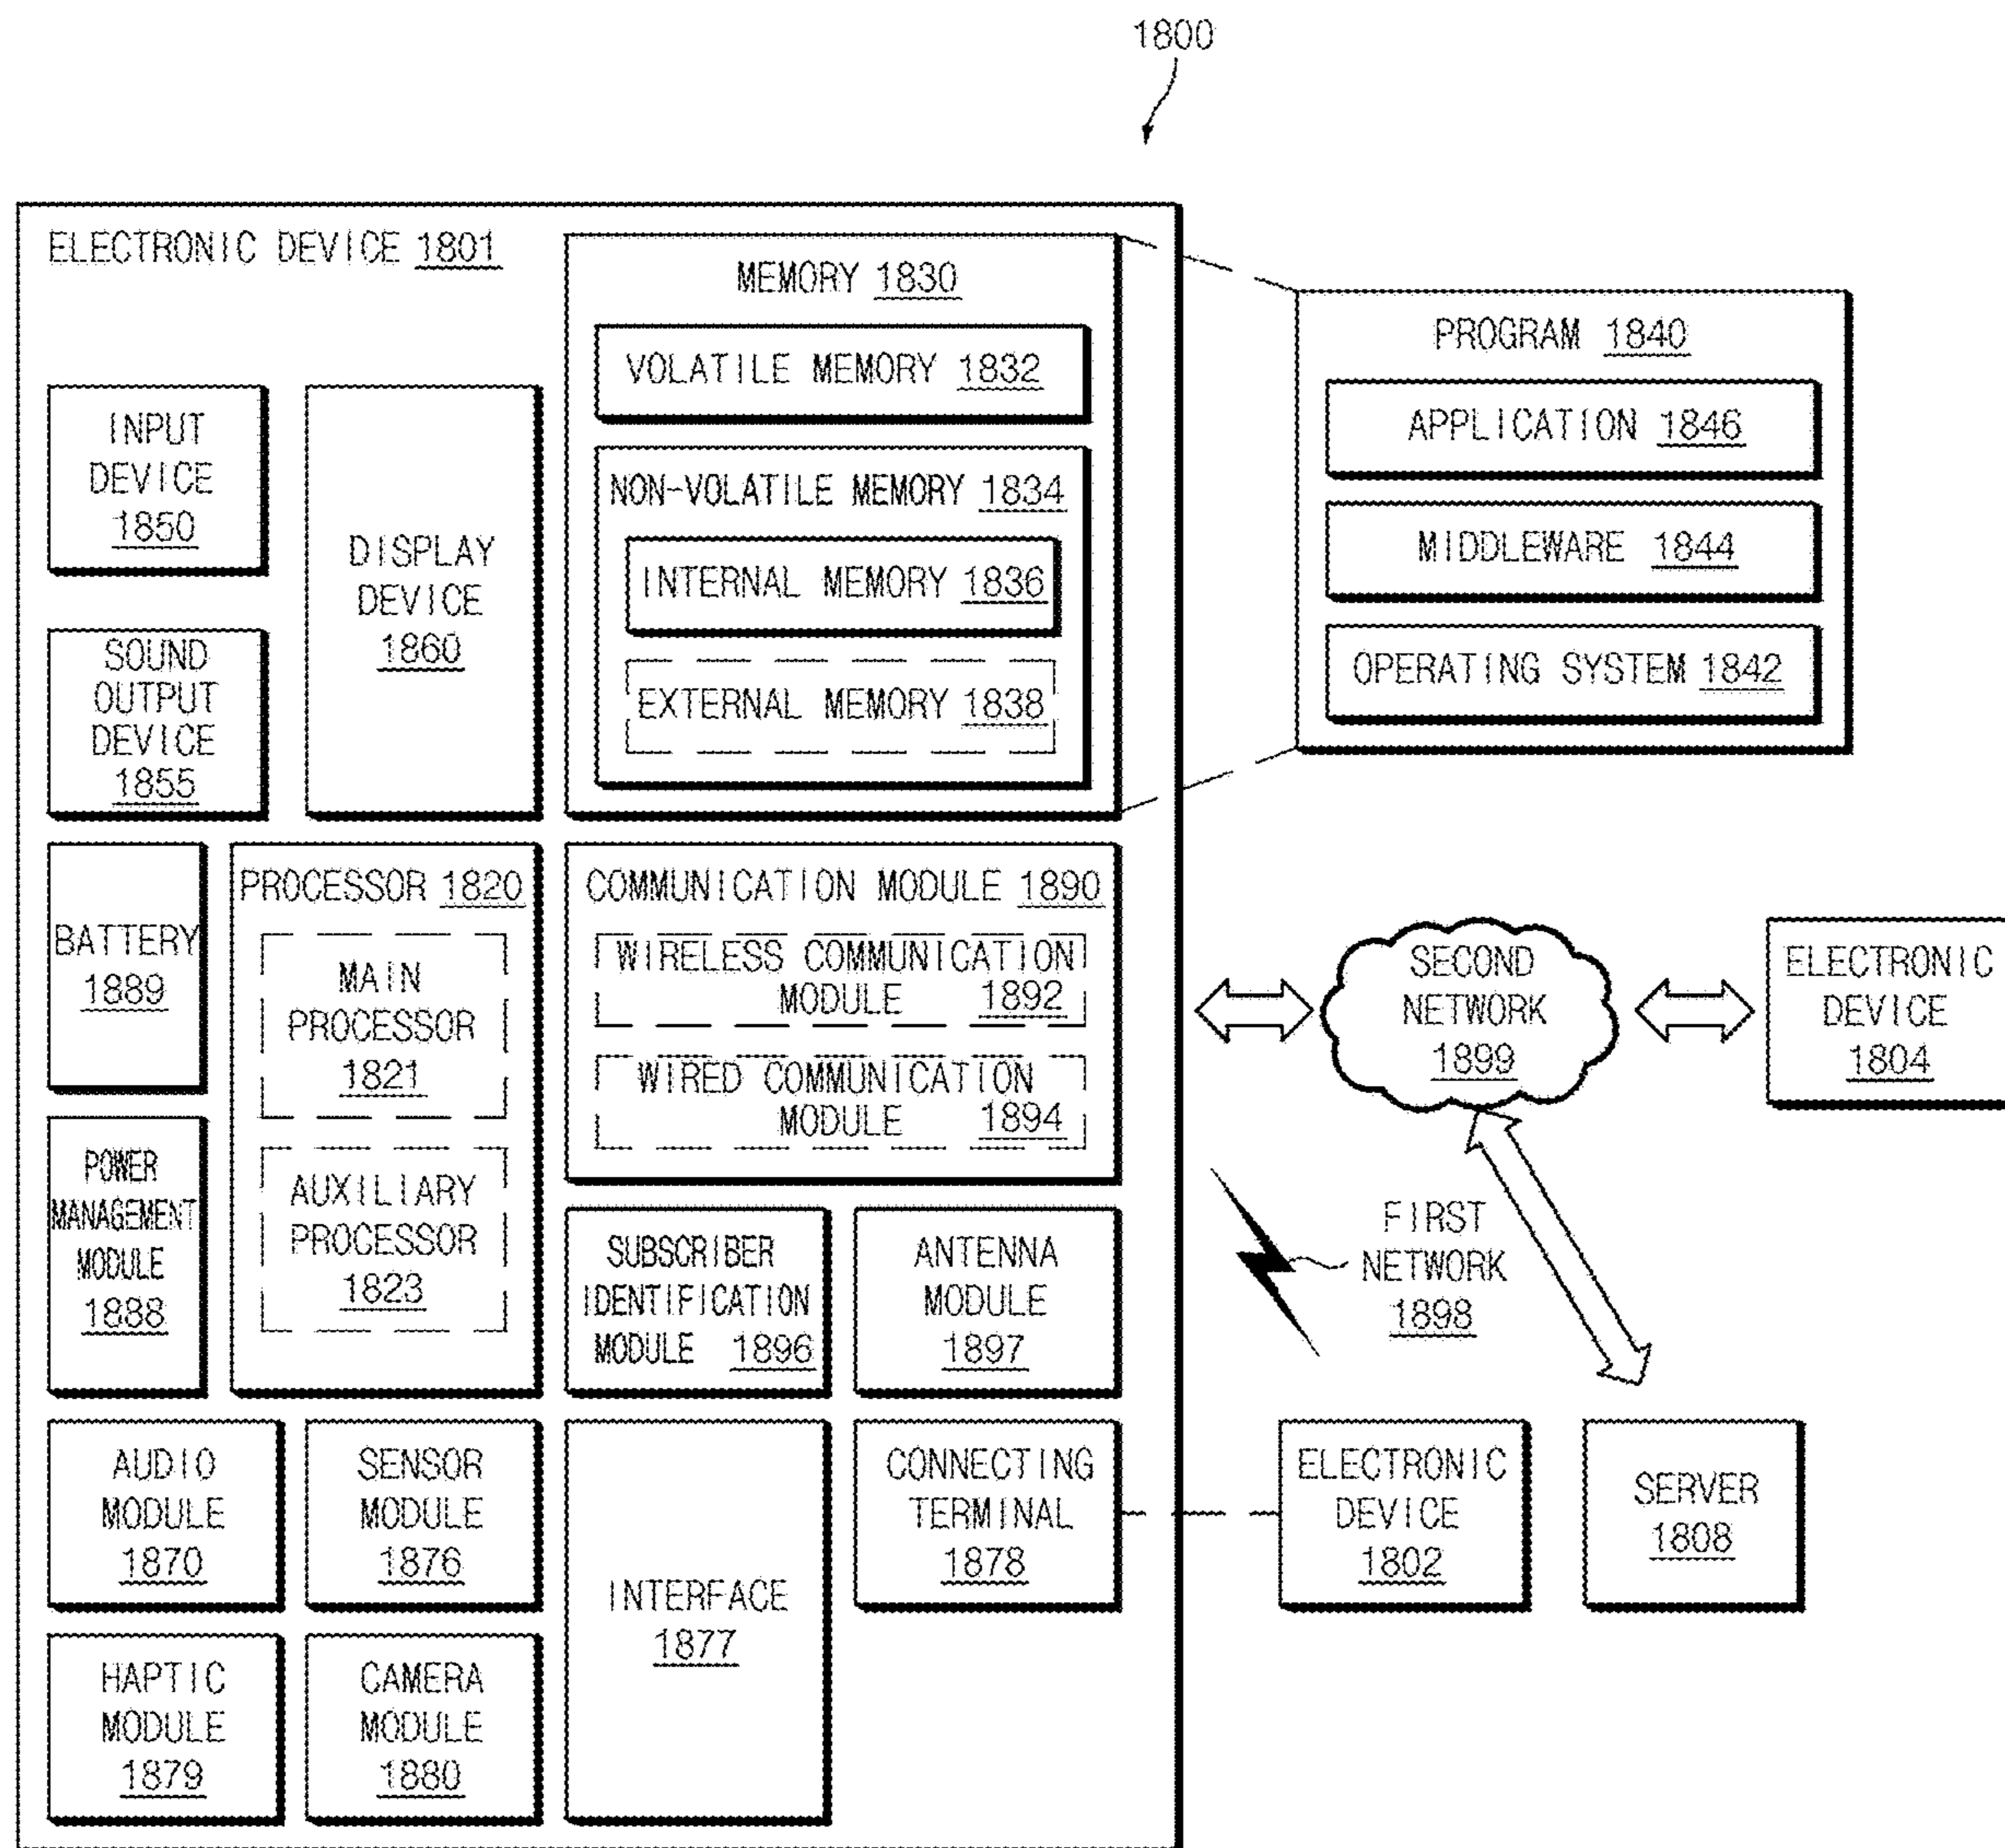 1800
ELECTRONIC DEVICE 1801
MEMORY 1830
VOLATILE MEMORY 1832
NON-VOLATILE MEMORY 1834
INTERNAL MEMORY 1836
EXTERNAL MEMORY 1838
PROGRAM 1840
APPLICATION 1846
MIDDLEWARE 1844
OPERATING SYSTEM 1842
INPUT
DEVICE
1850
DISPLAY
DEVICE
1860
SOUND
OUTPUT
DEVICE
1855
BATTERY
1889
PROCESSOR 1820
MAIN
PROCESSOR
1821
AUXILIARY
PROCESSOR
1823
COMMUNICATION MODULE 1890
WIRELESS COMMUNICATION
MODULE 1892
WIRED COMMUNICATION
MODULE 1894
SECOND
NETWORK
1899
ELECTRONIC
DEVICE
1804
POWER
MANAGEMENT
MODULE
1888
SUBSCRIBER
IDENTIFICATION
MODULE 1896
ANTENNA
MODULE
1897
FIRST
NETWORK
1898
AUDIO
MODULE
1870
SENSOR
MODULE
1876
INTERFACE
1877
CONNECTING
TERMINAL
1878
ELECTRONIC
DEVICE
1802
SERVER
1808
HAPTIC
MODULE
1879
CAMERA
MODULE
1880